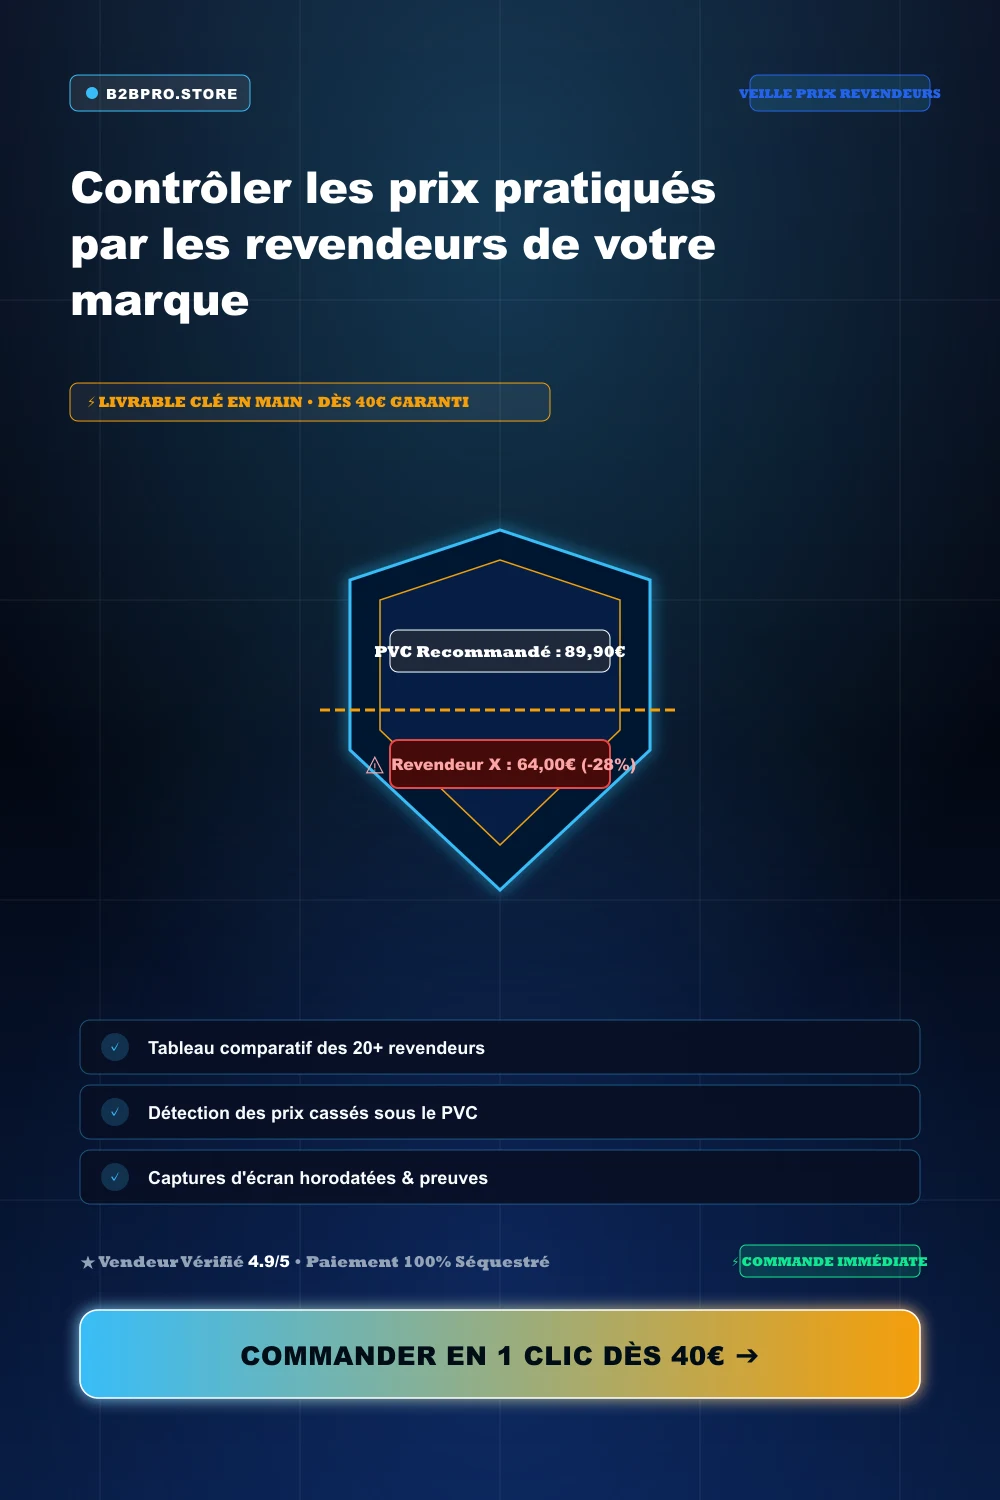 B2BPRO.STORE
VEILLE PRIX REVENDEURS
Contrôler les prix pratiqués
par les revendeurs de votre
marque
⚡ LIVRABLE CLÉ EN MAIN • DÈS 40€ GARANTI
PVC Recommandé : 89,90€
⚠ Revendeur X : 64,00€ (-28%)
✓ Tableau comparatif des 20+ revendeurs
✓ Détection des prix cassés sous le PVC
✓ Captures d'écran horodatées & preuves
★ Vendeur Vérifié 4.9/5 • Paiement 100% Séquestré
⚡ COMMANDE IMMÉDIATE
COMMANDER EN 1 CLIC DÈS 40€ ➔